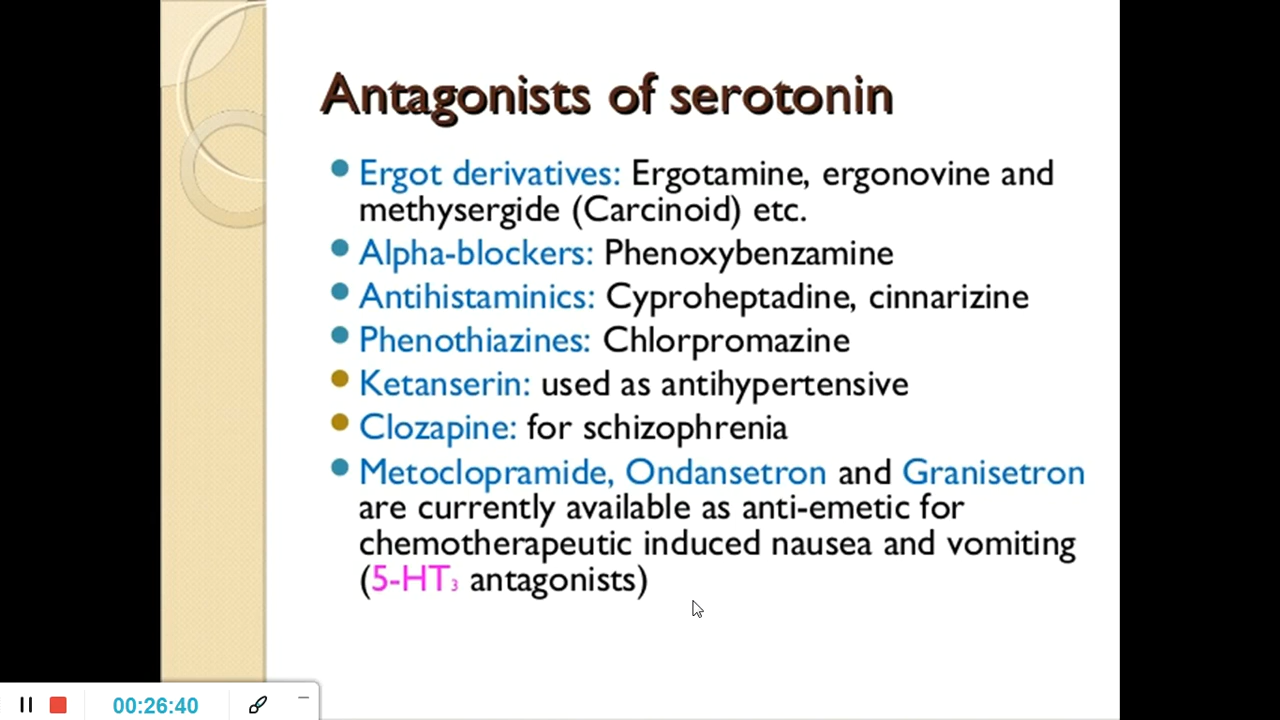 Antagonists of serotonin
Ergot derivatives: Ergotamine, ergonovine and
methysergide (Carcinoid) etc.
Alpha-blockers: Phenoxybenzamine
Antihistaminics: Cyproheptadine, cinnarizine
Phenothiazines: Chlorpromazine
Ketanserin: used as antihypertensive
Clozapine: for schizophrenia
Metoclopramide, Ondansetron and Granisetron
are currently available as anti-emetic for
chemotherapeutic induced nausea and vomiting
(5-HT₃ antagonists)
00:26:40